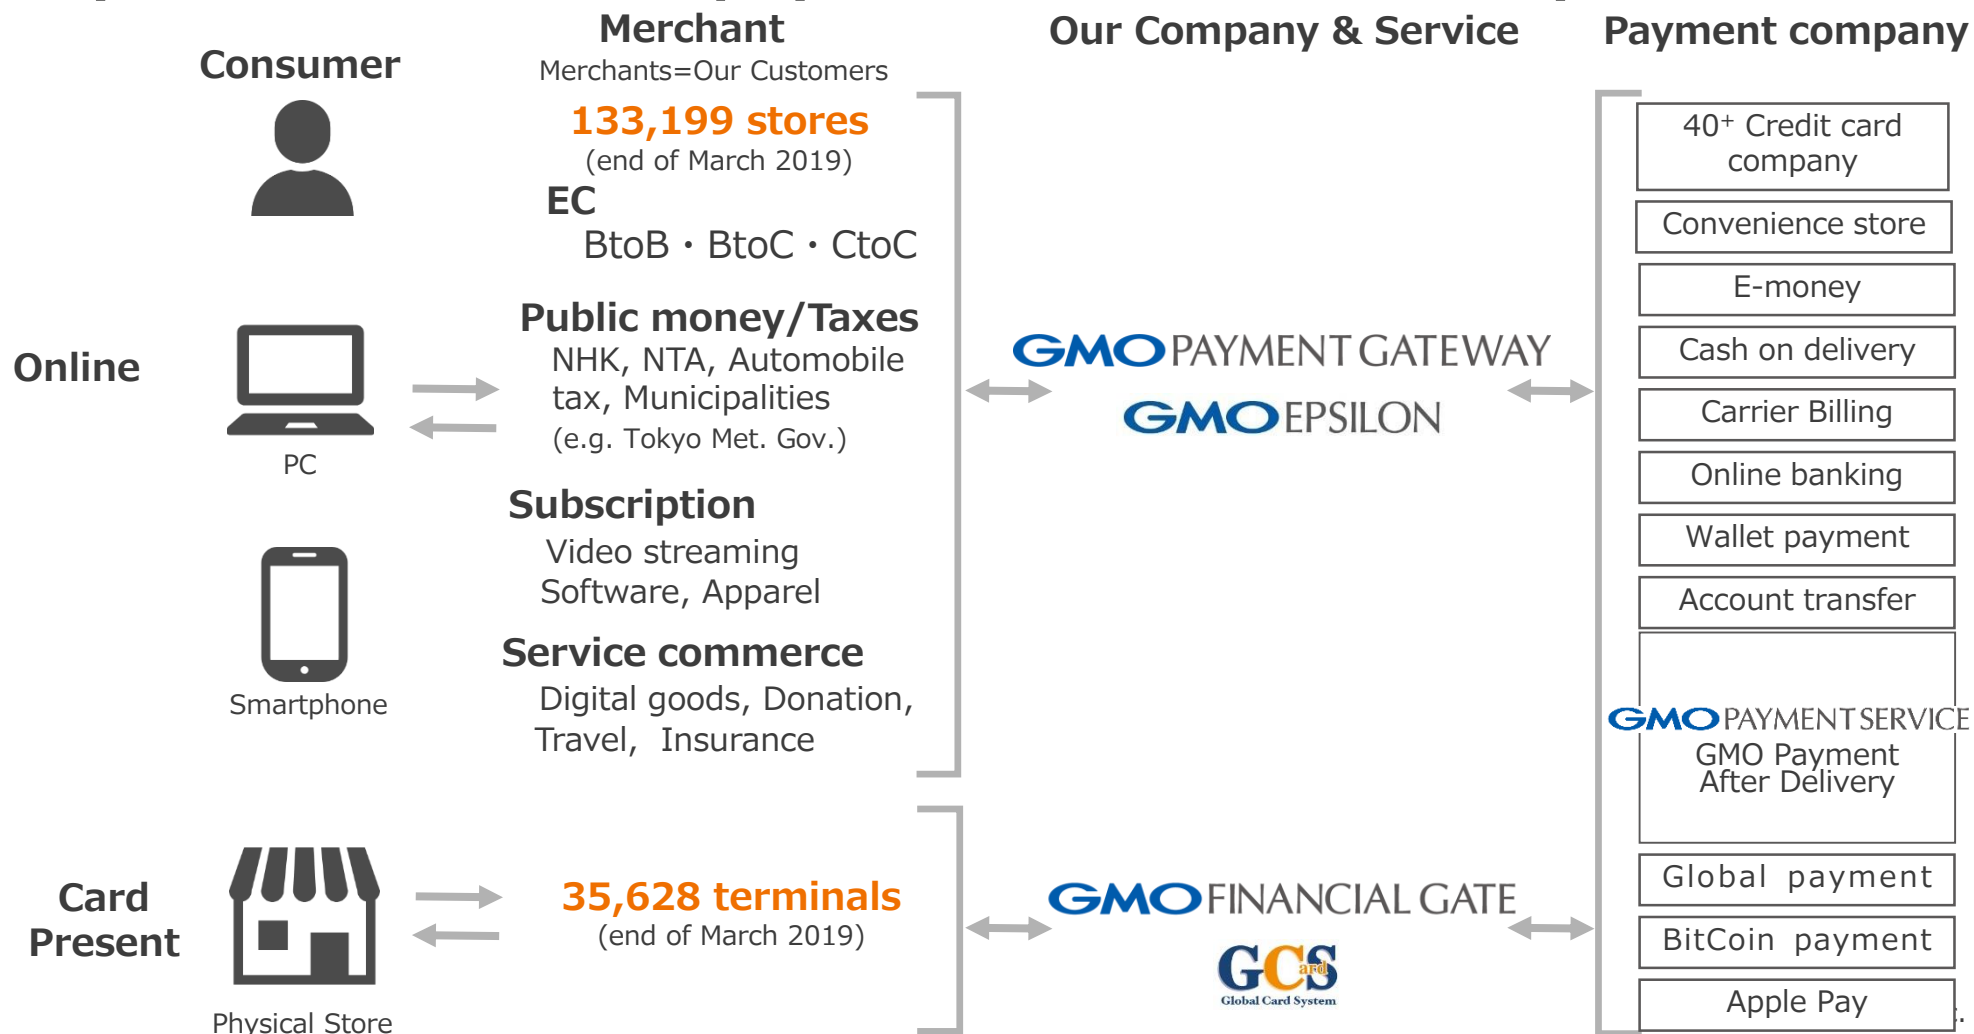 Merchant
Our Company & Service
Payment company
Consumer
Merchants=Our Customers
133,199 stores
(end of March 2019)
EC
BtoB・BtoC・CtoC
Public money/Taxes
NHK, NTA, Automobile
tax, Municipalities
(e.g. Tokyo Met. Gov.)
Online
PC
Subscription
Video streaming
Software, Apparel
Smartphone
Service commerce
Digital goods, Donation,
Travel, Insurance
GMO PAYMENT GATEWAY
GMO EPSILON
40+ Credit card
company
Convenience store
E-money
Cash on delivery
Carrier Billing
Online banking
Wallet payment
Account transfer
GMO PAYMENT SERVICE
GMO Payment
After Delivery
Global payment
BitCoin payment
Apple Pay
Card
Present
Physical Store
35,628 terminals
(end of March 2019)
GMO FINANCIAL GATE
GCS
ard
Global Card System